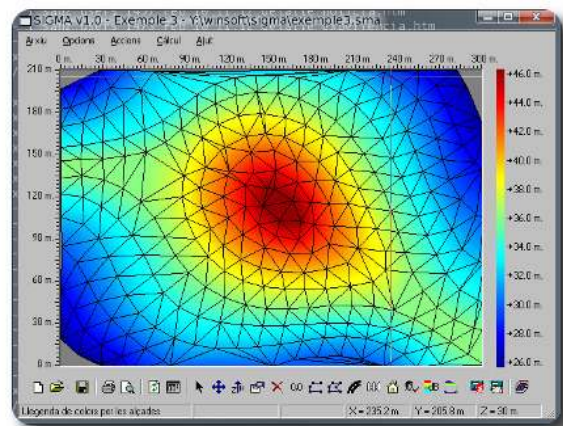 SIGMA v1.0 - Exemple 3 - Y:\winsoft\sigma\exemple3.sma
Arxiu Opcions Accions Càlcul Ajut
0 m. 30 m. 60 m. 90 m. 120 m. 150 m. 180 m. 210 m. 240 m. 270 m. 300 m.
210 m.
180 m.
150 m.
120 m.
90 m.
60 m.
30 m.
0 m.
+46.0 m.
+44.0 m.
+42.0 m.
+40.0 m.
+38.0 m.
+36.0 m.
+34.0 m.
+32.0 m.
+30.0 m.
+28.0 m.
+26.0 m.
Llegenda de colors per les alçades X = 235.2 m Y = 205.8 m Z = 30 m